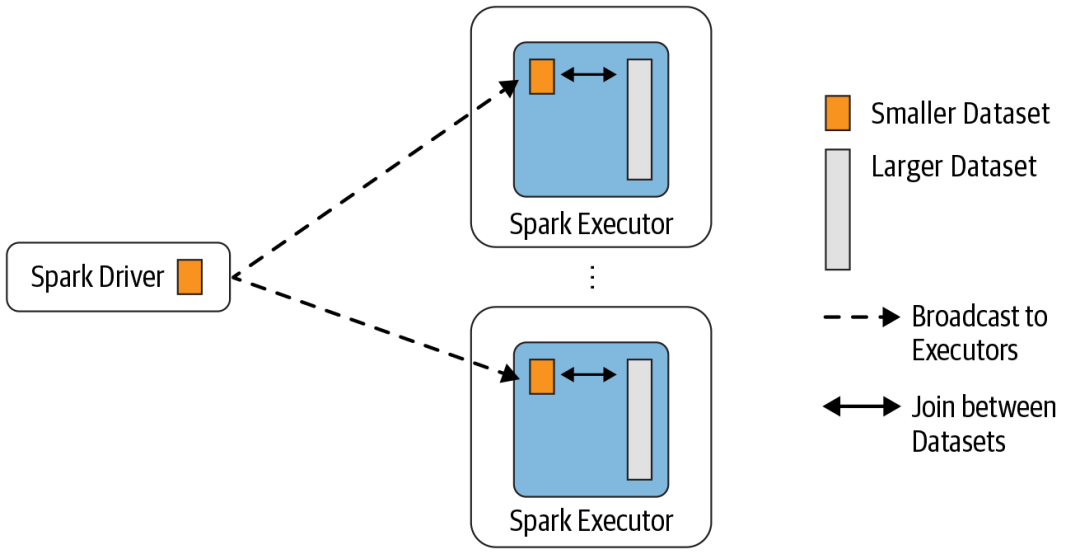 Spark Executor
Spark Driver
⋮
Spark Executor
Smaller Dataset
Larger Dataset
Broadcast to
Executors
Join between
Datasets